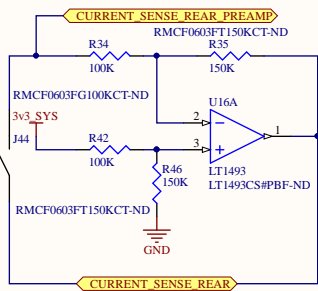 CURRENT_SENSE_REAR_PREAMP
RMCF0603FT150KCT-ND
R34
R35
100K
150K
RMCF0603FG100KCT-ND
U16A
3v3_SYS
2
1
J44
R42
3
100K
R46
150K
LT1493
LT1493CS#PBF-ND
RMCF0603FT150KCT-ND
GND
CURRENT_SENSE_REAR